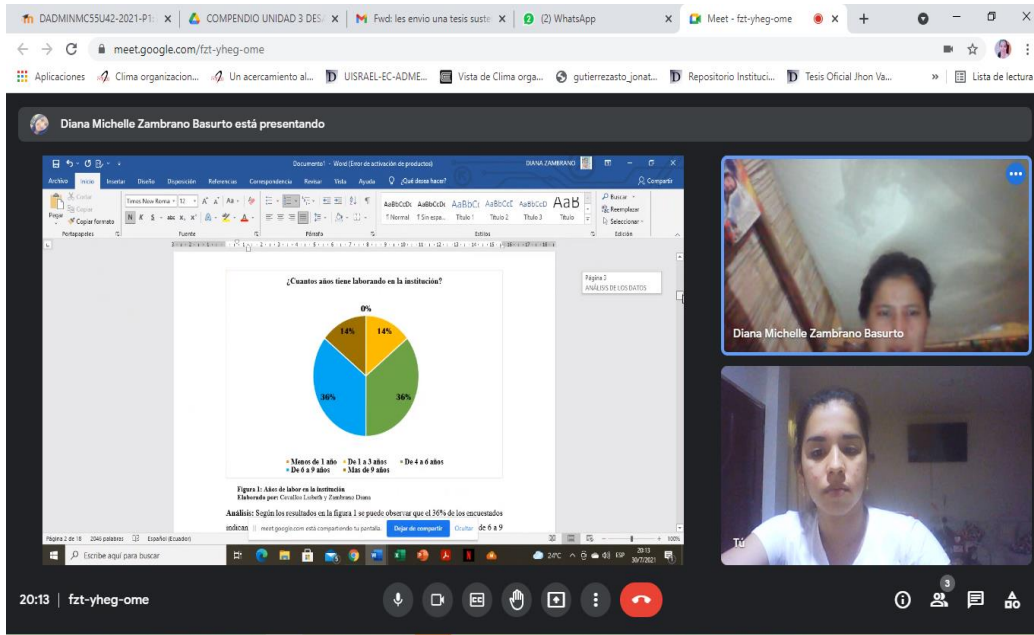 DADMINMC55U42-2021-P1:
COMPENDIO UNIDAD 3 DESA
Fwd: les envio una tesis suste
(2) WhatsApp
Meet - fzt-yheg-ome
meet.google.com/fzt-yheg-ome
Aplicaciones
Clima organizacion...
Un acercamiento al...
UISRAEL-EC-ADME...
Vista de Clima orga...
gutierrezasto_jonat...
Repositorio Instituci...
Tesis Oficial Jhon Va...
»
Lista de lectura
Diana Michelle Zambrano Basurto está presentando
Documento1 - Word (Error de activación de productos)
DIANA ZAMBRANO
Archivo Inicio Insertar Diseño Disposición Referencias Correspondencia Revisar Vista Ayuda ¿Qué desea hacer? Compartir
Pegar
Cortar
Copiar
Copiar formato
Portapapeles
Times New Roma 12
N K S
Fuente
Párrafo
AaBbCcDc AaBbCcDc AaBbC AaBbCcC AaBbCcD AaB
¶ Normal ¶ Sin espa... Título 1 Título 2 Título 3 Título
Estilos
Buscar
Reemplazar
Seleccionar
Edición
Página 3
ANÁLISIS DE LOS DATOS
¿Cuantos años tiene laborando en la institución?
0%
14% 14%
36% 36%
Menos de 1 año De 1 a 3 años De 4 a 6 años
De 6 a 9 años Mas de 9 años
Figura 1: Años de labor en la institución
Elaborado por: Cevallos Lisbeth y Zambrano Diana
Análisis: Según los resultados en la figura 1 se puede observar que el 36% de los encuestados
indican de 6 a 9
meet.google.com está compartiendo tu pantalla. Dejar de compartir Ocultar
Página 2 de 18 2046 palabras Español (Ecuador) 100%
Escribe aquí para buscar
24°C ESP 20:13
30/7/2021
Diana Michelle Zambrano Basurto
Tú
20:13 | fzt-yheg-ome
3